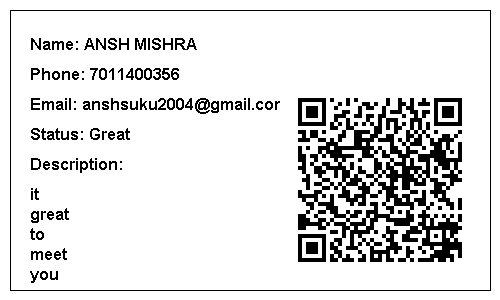 Name: ANSH MISHRA
Phone: 7011400356
Email: anshsuku2004@gmail.cor
Status: Great
Description:
it
great
to
meet
you